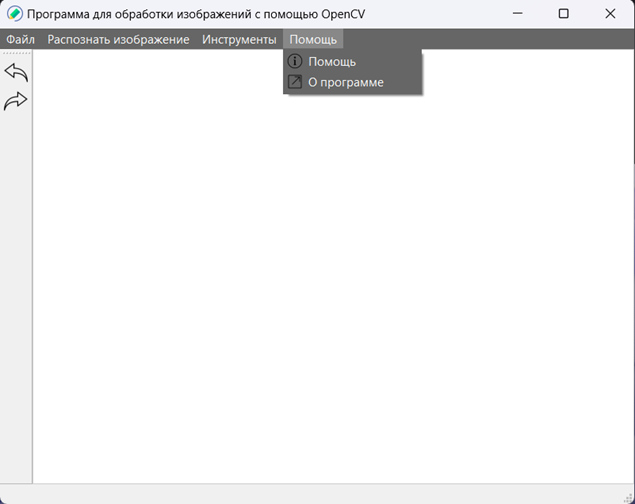 Программа для обработки изображений с помощью OpenCV
Файл Распознать изображение Инструменты Помощь
Помощь
О программе